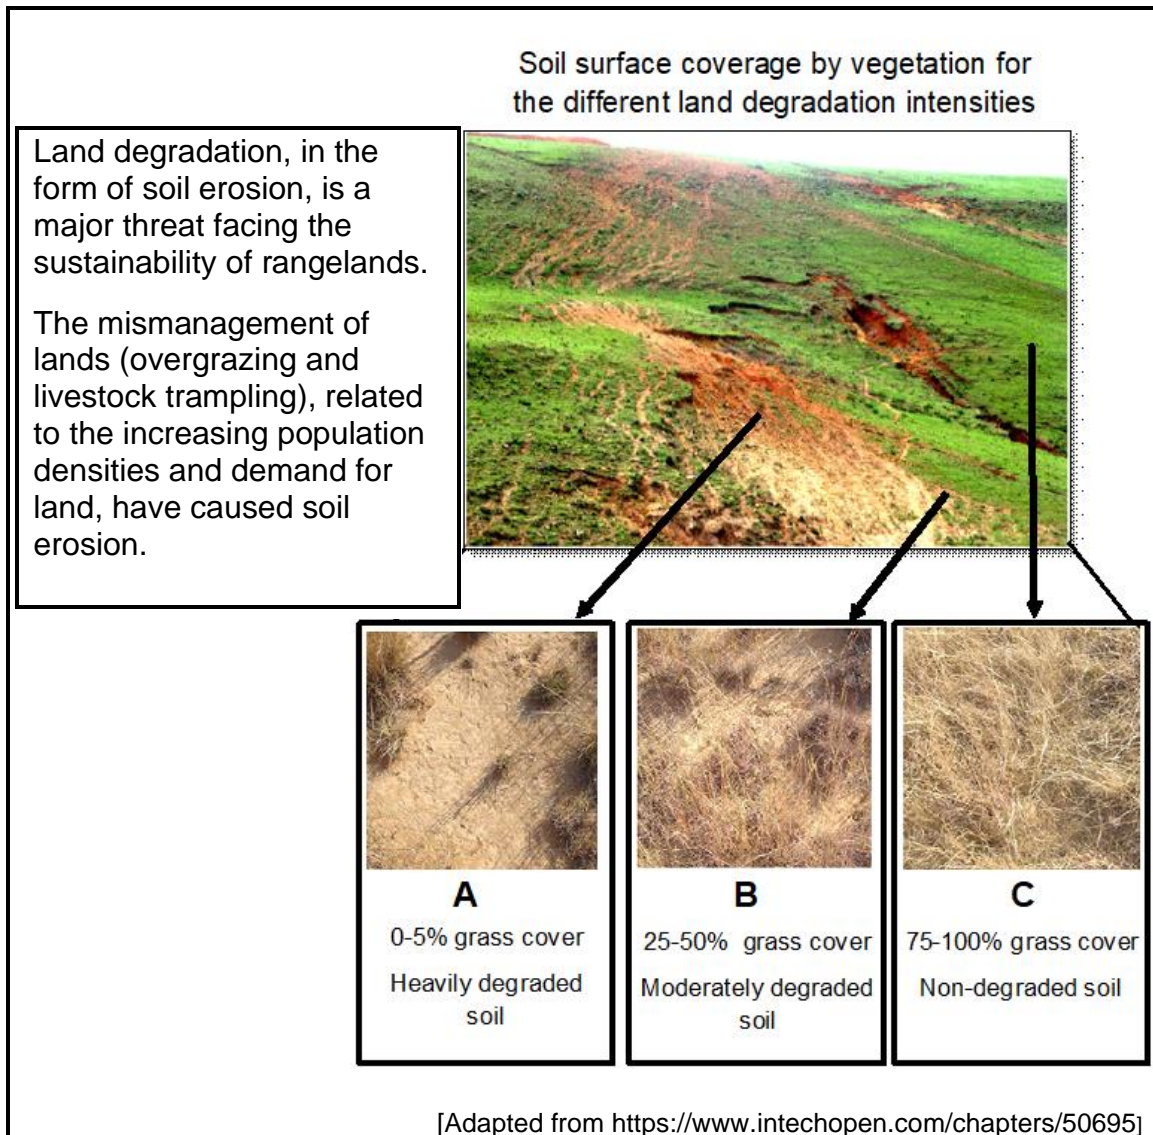 Soil surface coverage by vegetation for
the different land degradation intensities
Land degradation, in the
form of soil erosion, is a
major threat facing the
sustainability of rangelands.
The mismanagement of
lands (overgrazing and
livestock trampling), related
to the increasing population
densities and demand for
land, have caused soil
erosion.
A
0-5% grass cover
Heavily degraded
soil
B
25-50% grass cover
Moderately degraded
soil
C
75-100% grass cover
Non-degraded soil
[Adapted from https://www.intechopen.com/chapters/50695]